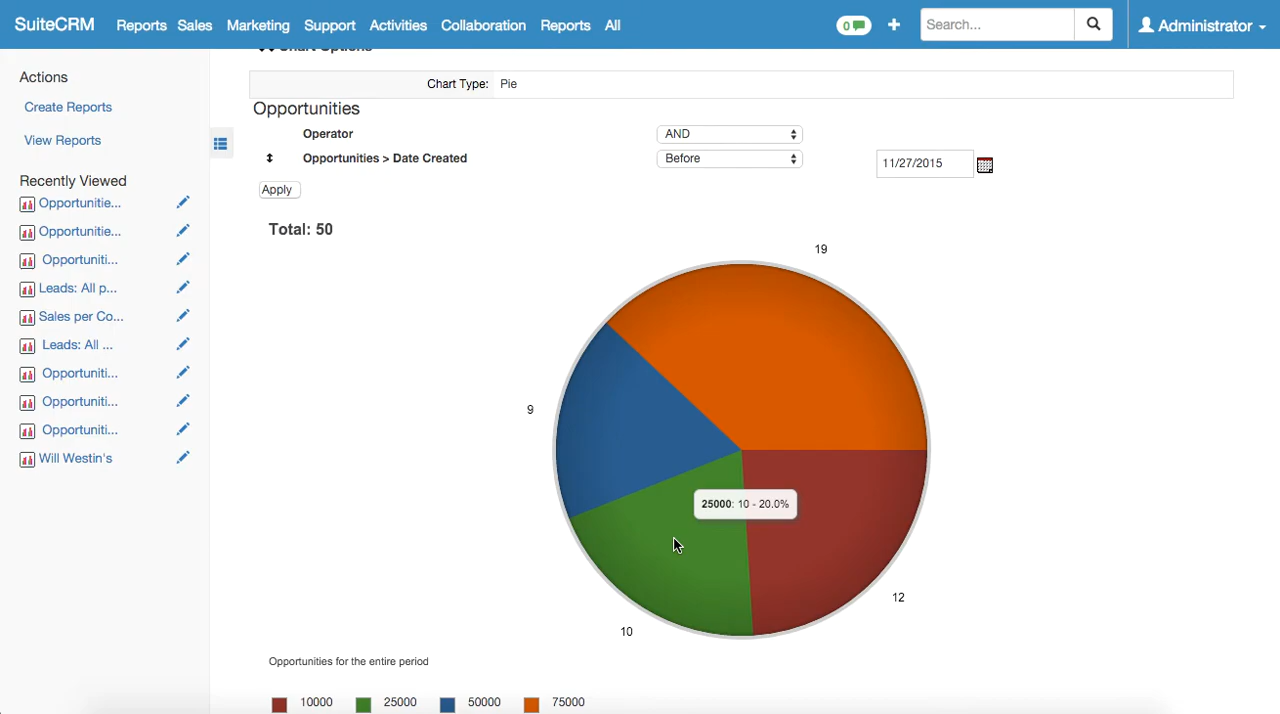 SuiteCRM Reports Sales Marketing Support Activities Collaboration Reports All 0 Search... Administrator
Chart Options
Actions
Create Reports
View Reports
Recently Viewed
Opportunitie...
Opportunitie...
Opportuniti...
Leads: All p...
Sales per Co...
Leads: All ...
Opportuniti...
Opportuniti...
Opportuniti...
Will Westin's
Chart Type: Pie
Opportunities
Operator AND
Opportunities > Date Created Before 11/27/2015
Apply
Total: 50
19
9
25000: 10 - 20.0%
12
10
Opportunities for the entire period
10000 25000 50000 75000